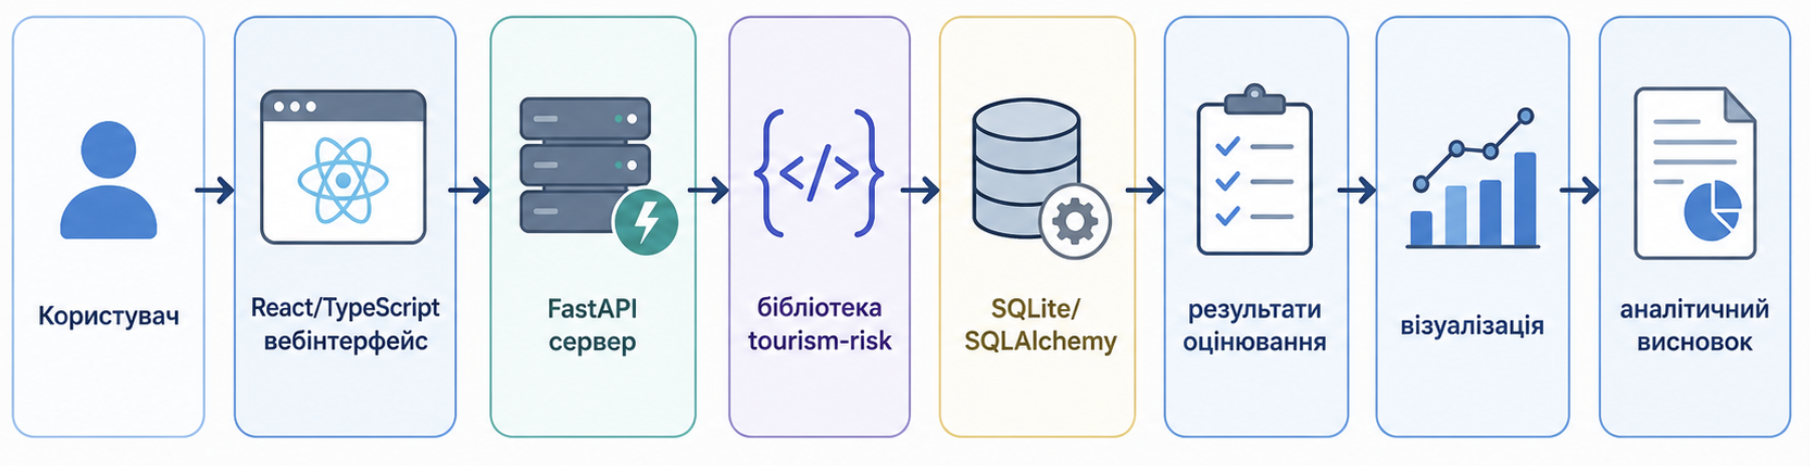 Користувач
React/TypeScript
вебінтерфейс
FastAPI
сервер
</>
бібліотека
tourism-risk
SQLite/
SQLAlchemy
результати
оцінювання
візуалізація
аналітичний
висновок